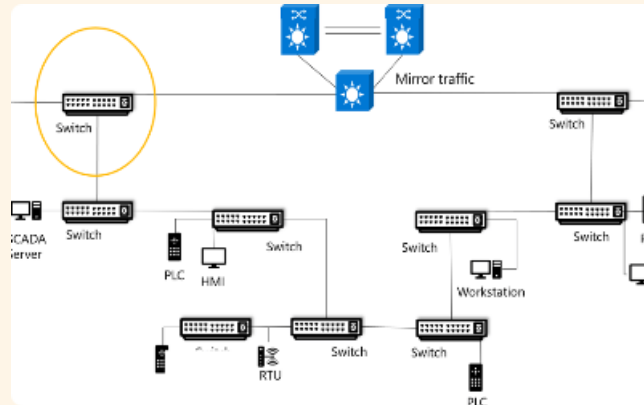 Mirror traffic
Switch
Switch
SCADA
Server
Switch
PLC
HMI
Switch
Switch
Workstation
Switch
RTU
Switch
Switch
PLC